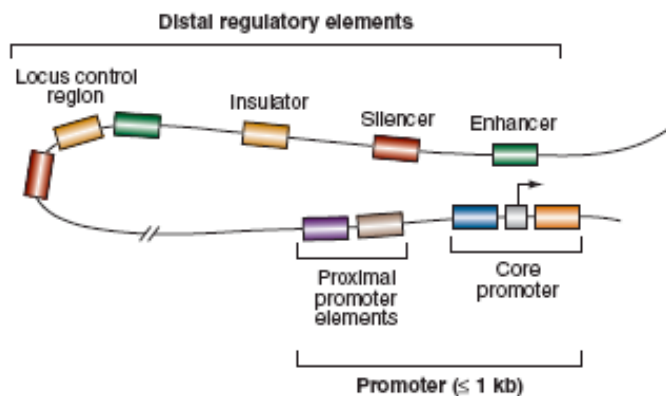 Distal regulatory elements
Locus control
region
Insulator
Silencer
Enhancer
Proximal
promoter
elements
Core
promoter
Promoter (≤ 1 kb)